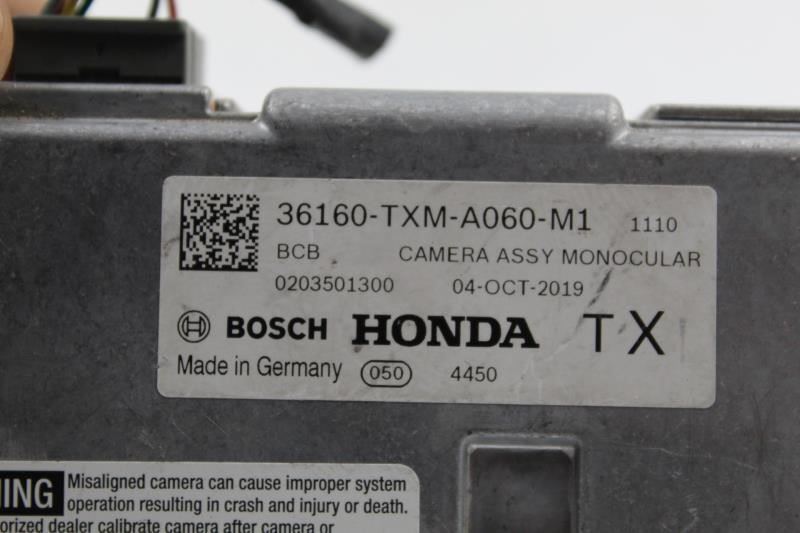 36160-TXM-A060-M1 1110
BCB CAMERA ASSY MONOCULAR
0203501300 04-OCT-2019
BOSCH HONDA TX
Made in Germany 050 4450
Misaligned camera can cause improper system
operation resulting in crash and injury or death.
dealer calibrate camera after camera or